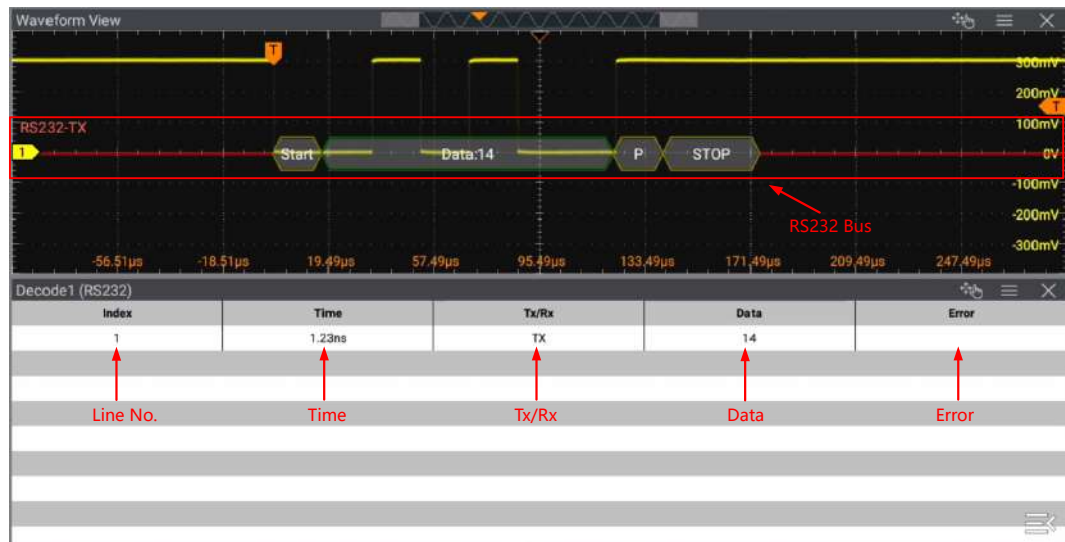 Waveform View
T
300mV
200mV
T
RS232-TX
100mV
1
Start
Data:14
P
STOP
0V
-100mV
RS232 Bus
-200mV
-300mV
-56.51µs
-18.51µs
19.49µs
57.49µs
95.49µs
133.49µs
171.49µs
209.49µs
247.49µs
Decode1 (RS232)
Index
Time
Tx/Rx
Data
Error
1
1.23ns
TX
14
Line No.
Time
Tx/Rx
Data
Error